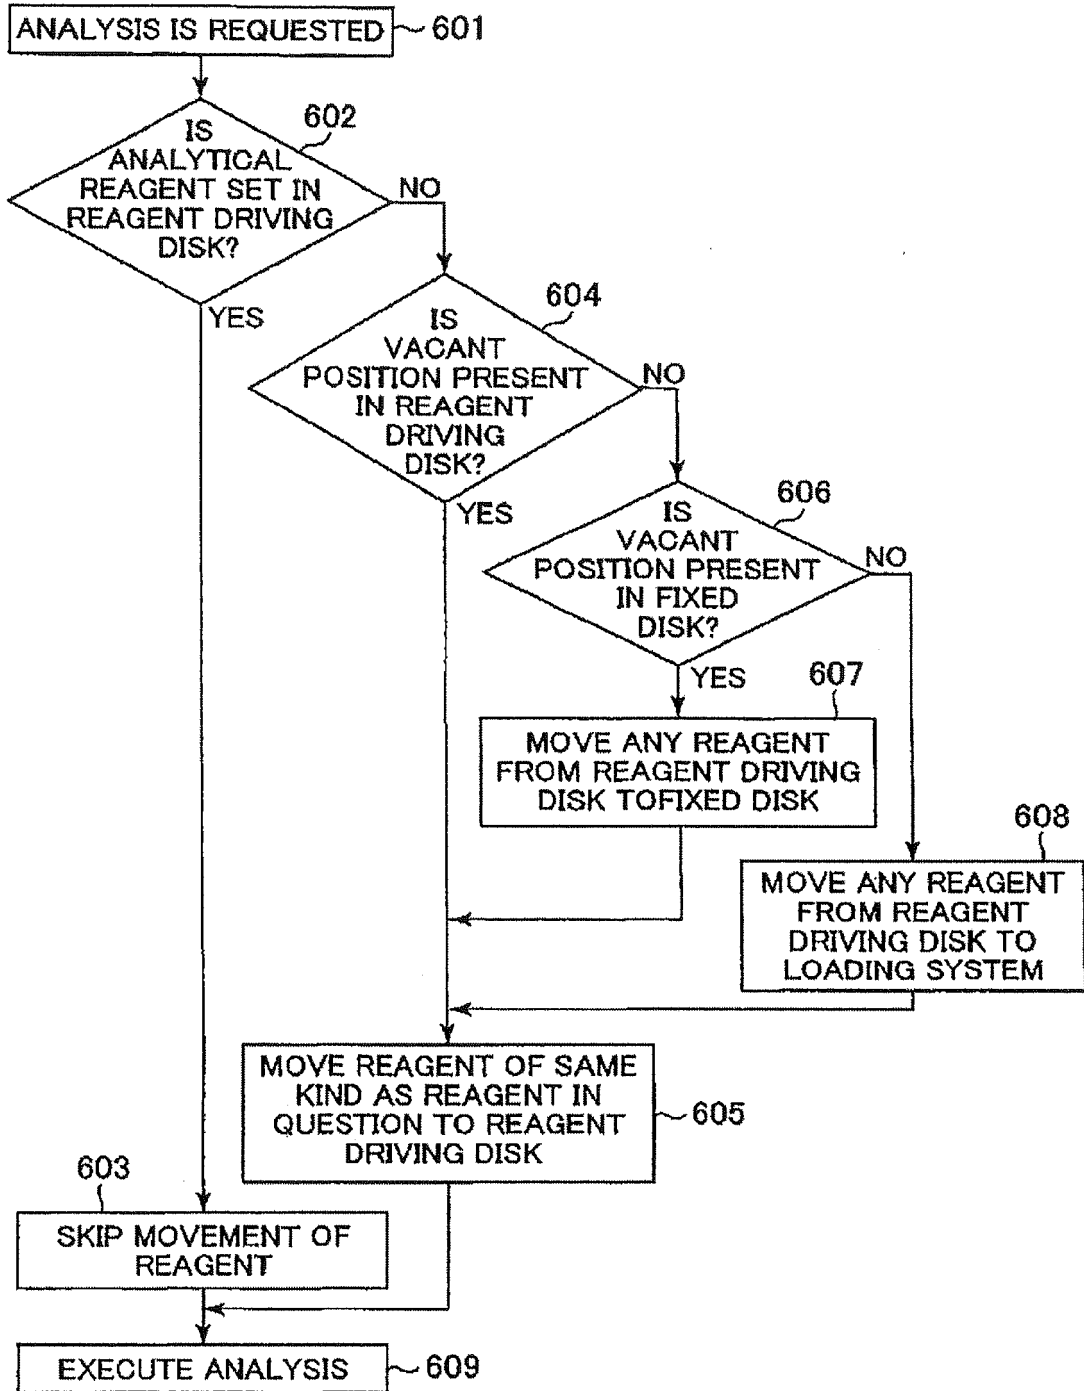 ANALYSIS IS REQUESTED
601
602
IS
ANALYTICAL
REAGENT SET IN
REAGENT DRIVING
DISK?
NO
YES
604
IS
VACANT
POSITION PRESENT
IN REAGENT
DRIVING
DISK?
NO
YES
606
IS
VACANT
POSITION PRESENT
IN FIXED
DISK?
NO
YES
607
MOVE ANY REAGENT
FROM REAGENT DRIVING
DISK TOFIXED DISK
608
MOVE ANY REAGENT
FROM REAGENT
DRIVING DISK TO
LOADING SYSTEM
MOVE REAGENT OF SAME
KIND AS REAGENT IN
QUESTION TO REAGENT
DRIVING DISK
605
603
SKIP MOVEMENT OF
REAGENT
EXECUTE ANALYSIS
609